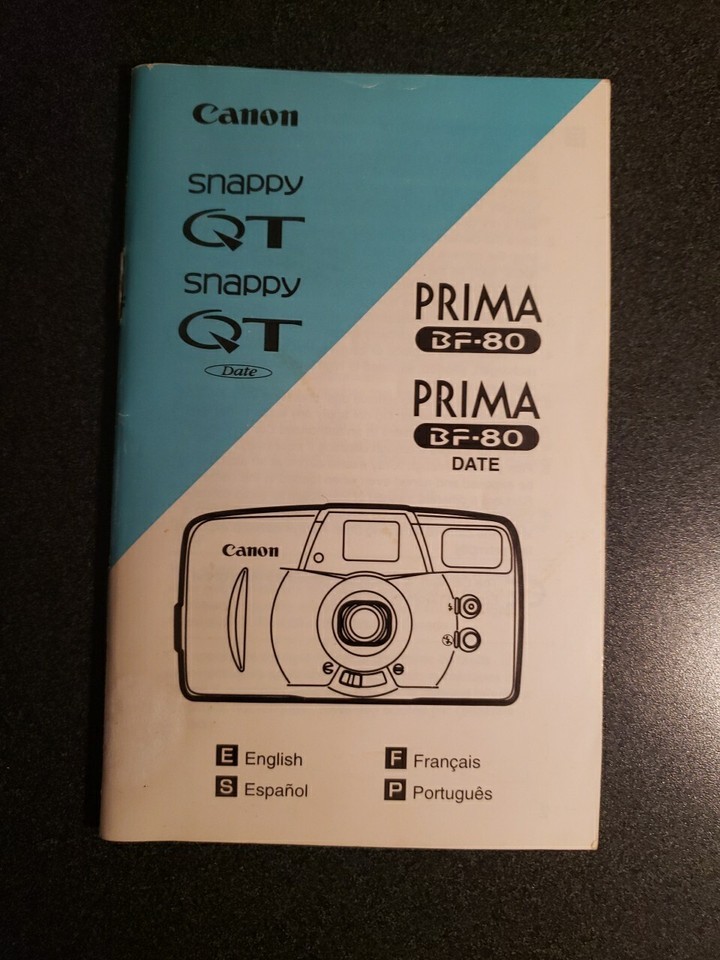 Canon
snappy
QT
snappy
QT
Date
PRIMA
BF-80
PRIMA
BF-80
DATE
Canon
E English
F Français
S Español
P Português